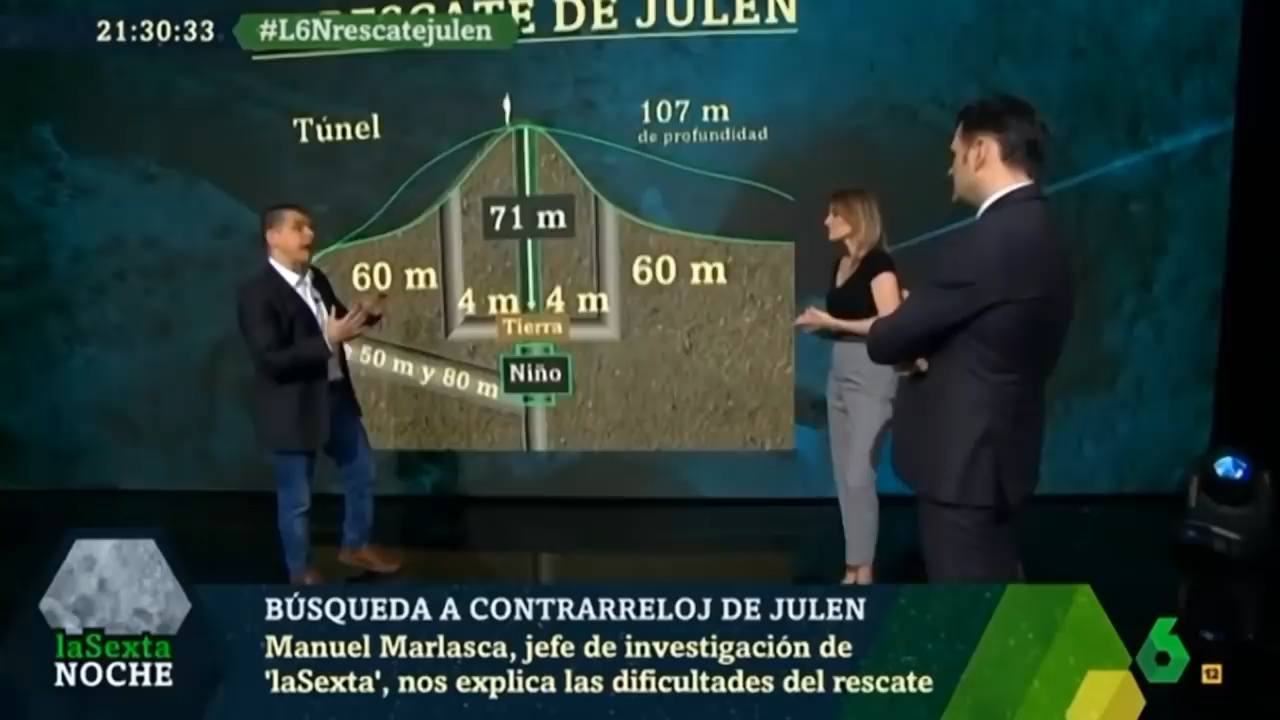 21:30:33
#L6Nrescatejulen
E DE JULEN
Túnel
107 m
de profundidad
71 m
60 m
4 m
4 m
60 m
Tierra
50 m y 80 m
Niño
BÚSQUEDA A CONTRARRELOJ DE JULEN
Manuel Marlasca, jefe de investigación de
'laSexta', nos explica las dificultades del rescate
laSexta
NOCHE
6
12